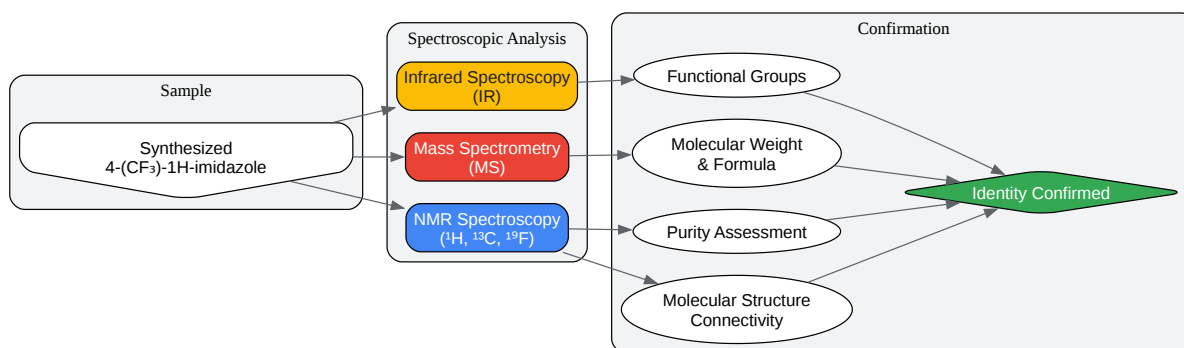 Sample
Synthesized
4-(CF₃)-1H-imidazole
Spectroscopic Analysis
Infrared Spectroscopy
(IR)
Mass Spectrometry
(MS)
NMR Spectroscopy
(¹H, ¹³C, ¹⁹F)
Confirmation
Functional Groups
Molecular Weight
& Formula
Purity Assessment
Molecular Structure
Connectivity
Identity Confirmed